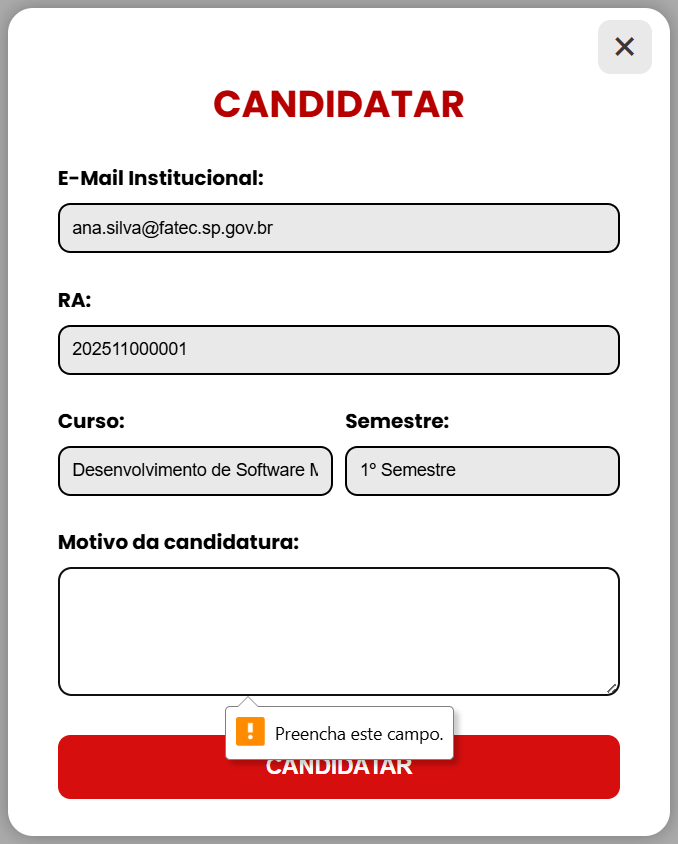 CANDIDATAR
E-Mail Institucional:
ana.silva@fatec.sp.gov.br
RA:
202511000001
Curso:
Semestre:
Desenvolvimento de Software M
1º Semestre
Motivo da candidatura:
Preencha este campo.
CANDIDATAR